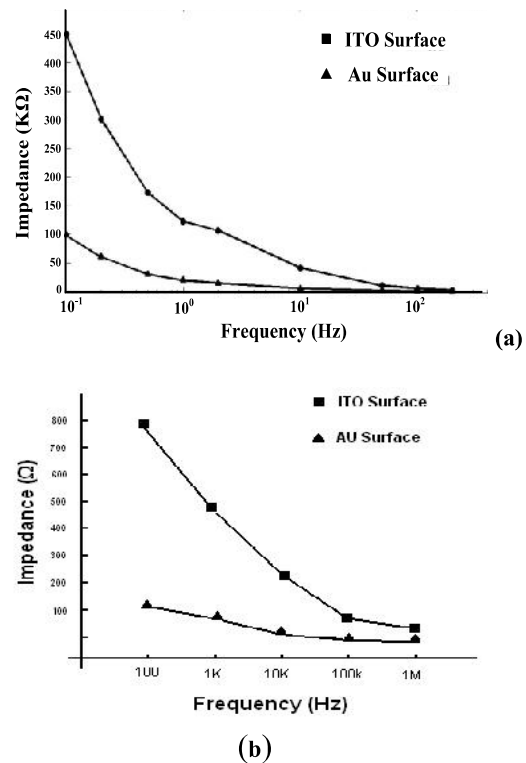 450
400
350
300
250
200
150
100
50
0
Impedance (KΩ)
ITO Surface
Au Surface
10⁻¹ 10⁰ 10¹ 10²
Frequency (Hz)
(a)
800
700
600
500
400
300
200
100
Impedance (Ω)
ITO Surface
AU Surface
100 1K 10K 100k 1M
Frequency (Hz)
(b)